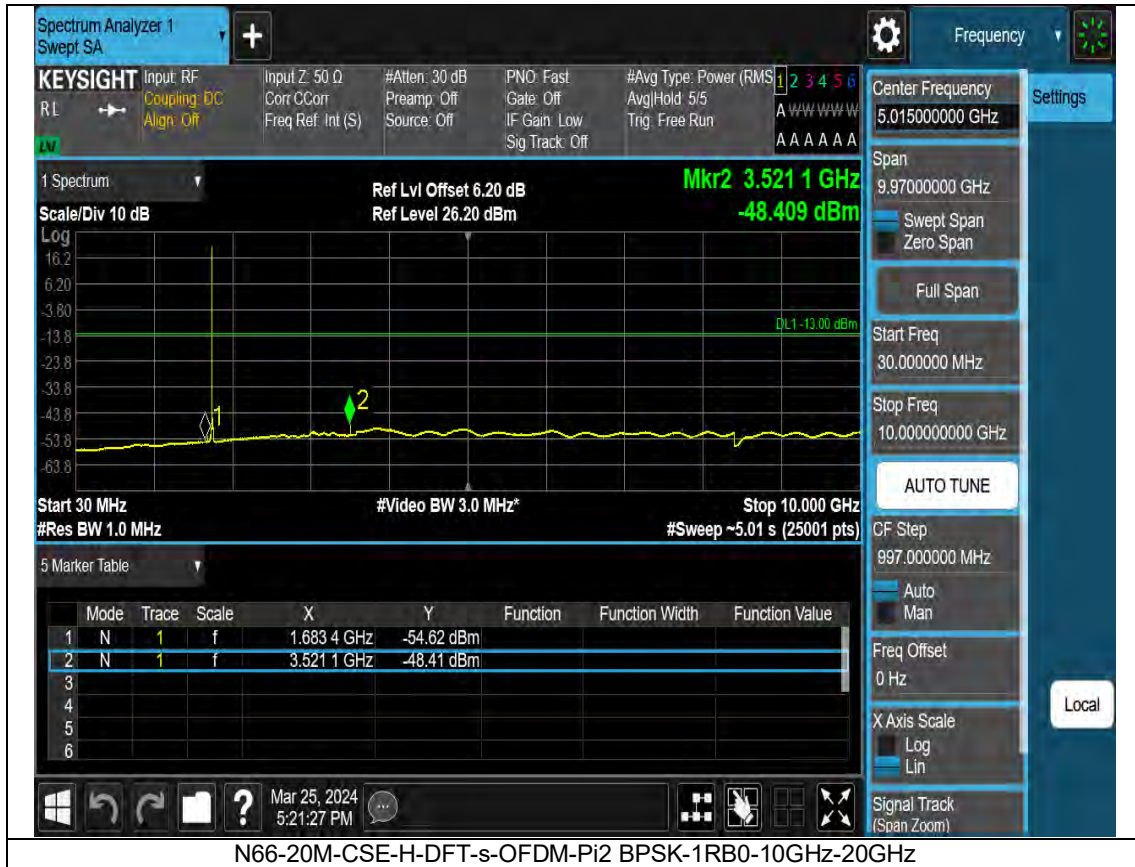 Spectrum Analyzer 1
Swept SA
+
Frequency
KEYSIGHT
RL
Input: RF
Coupling: DC
Align: Off
Input Z: 50 Ω
Corr CCorr
Freq Ref: Int (S)
#Atten: 30 dB
Preamp: Off
Source: Off
PNO: Fast
Gate: Off
IF Gain: Low
Sig Track: Off
#Avg Type: Power (RMS
Avg|Hold: 5/5
Trig: Free Run
1 2 3 4 5 6
A W W W W W
A A A A A A
1 Spectrum
Scale/Div 10 dB
Log
Ref Lvl Offset 6.20 dB
Ref Level 26.20 dBm
Mkr2 3.521 1 GHz
-48.409 dBm
16.2
6.20
-3.80
-13.8
-23.8
-33.8
-43.8
-53.8
-63.8
DL1 -13.00 dBm
1
2
Start 30 MHz
#Video BW 3.0 MHz*
Stop 10.000 GHz
#Res BW 1.0 MHz
#Sweep ~5.01 s (25001 pts)
5 Marker Table
Mode Trace Scale X Y Function Function Width Function Value
1 N 1 f 1.683 4 GHz -54.62 dBm
2 N 1 f 3.521 1 GHz -48.41 dBm
3
4
5
6
Center Frequency
5.015000000 GHz
Settings
Span
9.97000000 GHz
Swept Span
Zero Span
Full Span
Start Freq
30.000000 MHz
Stop Freq
10.000000000 GHz
AUTO TUNE
CF Step
997.000000 MHz
Auto
Man
Freq Offset
0 Hz
X Axis Scale
Log
Lin
Local
Signal Track
(Span Zoom)
?
Mar 25, 2024
5:21:27 PM
N66-20M-CSE-H-DFT-s-OFDM-Pi2 BPSK-1RB0-10GHz-20GHz